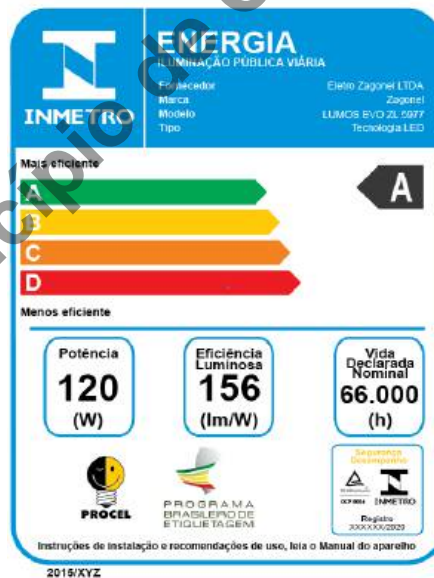 ENERGIA
ILUMINAÇÃO PÚBLICA VIÁRIA
INMETRO
Fornecedor Eletro Zagonel LTDA
Marca Zagonel
Modelo LUMOS EVO ZL 5977
Tipo Tecnologia LED
Mais eficiente
A
A
B
C
D
Menos eficiente
Potência
120
(W)
Eficiência
Luminosa
156
(lm/W)
Vida
Declarada
Nominal
66.000
(h)
PROCEL
PROGRAMA
BRASILEIRO DE
ETIQUETAGEM
Segurança
Desempenho
INMETRO
Registro
XXXXXX/2020
Instruções de instalação e recomendações de uso, leia o Manual do aparelho
2015/XYZ